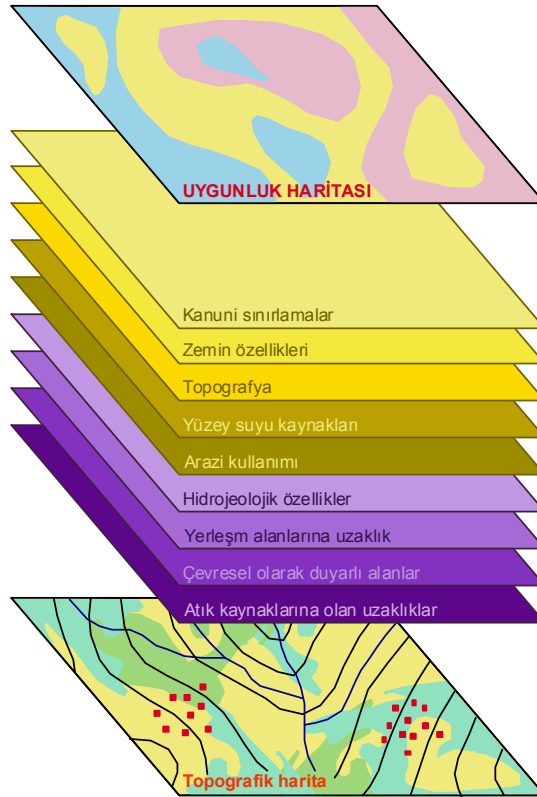 UYGUNLUK HARİTASI
Kanuni sınırlamalar
Zemin özellikleri
Topografya
Yüzey suyu kaynakları
Arazi kullanımı
Hidrojeolojik özellikler
Yerleşm alanlarına uzaklık
Çevresel olarak duyarlı alanlar
Atık kaynaklarına olan uzaklıklar
Topografik harita